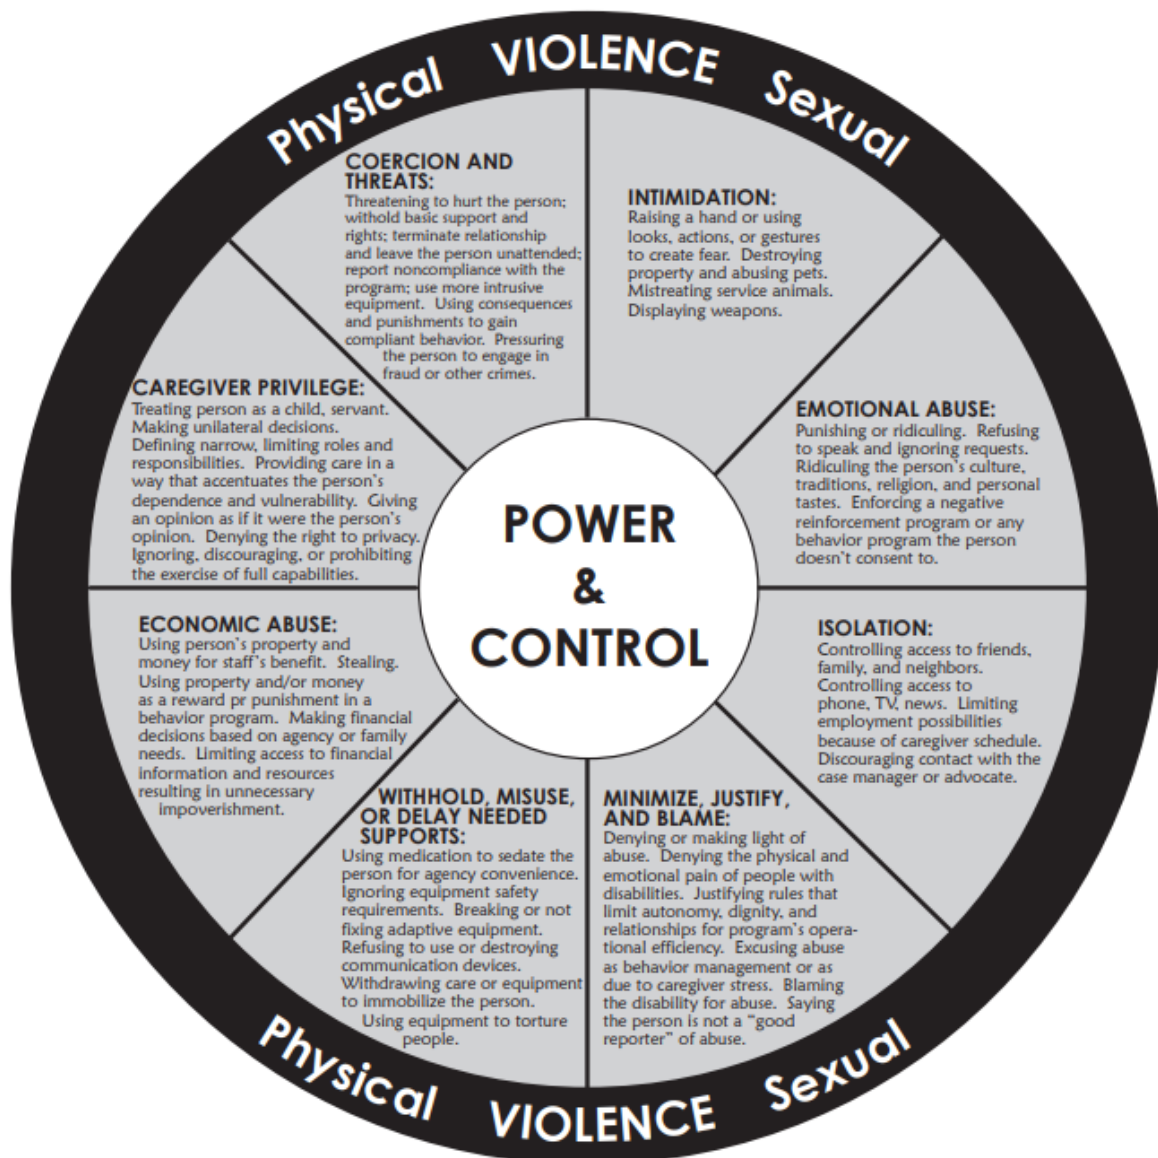 Physical VIOLENCE Sexual
COERCION AND
THREATS:
Threatening to hurt the person;
withold basic support and
rights; terminate relationship
and leave the person unattended;
report noncompliance with the
program; use more intrusive
equipment. Using consequences
and punishments to gain
compliant behavior. Pressuring
the person to engage in
fraud or other crimes.
INTIMIDATION:
Raising a hand or using
looks, actions, or gestures
to create fear. Destroying
property and abusing pets.
Mistreating service animals.
Displaying weapons.
CAREGIVER PRIVILEGE:
Treating person as a child, servant.
Making unilateral decisions.
Defining narrow, limiting roles and
responsibilities. Providing care in a
way that accentuates the person's
dependence and vulnerability. Giving
an opinion as if it were the person's
opinion. Denying the right to privacy.
Ignoring, discouraging, or prohibiting
the exercise of full capabilities.
EMOTIONAL ABUSE:
Punishing or ridiculing. Refusing
to speak and ignoring requests.
Ridiculing the person's culture,
traditions, religion, and personal
tastes. Enforcing a negative
reinforcement program or any
behavior program the person
doesn't consent to.
POWER
&
CONTROL
ECONOMIC ABUSE:
Using person's property and
money for staff's benefit. Stealing.
Using property and/or money
as a reward pr punishment in a
behavior program. Making financial
decisions based on agency or family
needs. Limiting access to financial
information and resources
resulting in unnecessary
impoverishment.
ISOLATION:
Controlling access to friends,
family, and neighbors.
Controlling access to
phone, TV, news. Limiting
employment possibilities
because of caregiver schedule.
Discouraging contact with the
case manager or advocate.
WITHHOLD, MISUSE,
OR DELAY NEEDED
SUPPORTS:
Using medication to sedate the
person for agency convenience.
Ignoring equipment safety
requirements. Breaking or not
fixing adaptive equipment.
Refusing to use or destroying
communication devices.
Withdrawing care or equipment
to immobilize the person.
Using equipment to torture
people.
MINIMIZE, JUSTIFY,
AND BLAME:
Denying or making light of
abuse. Denying the physical and
emotional pain of people with
disabilities. Justifying rules that
limit autonomy, dignity, and
relationships for program's opera-
tional efficiency. Excusing abuse
as behavior management or as
due to caregiver stress. Blaming
the disability for abuse. Saying
the person is not a "good
reporter" of abuse.
Physical VIOLENCE Sexual